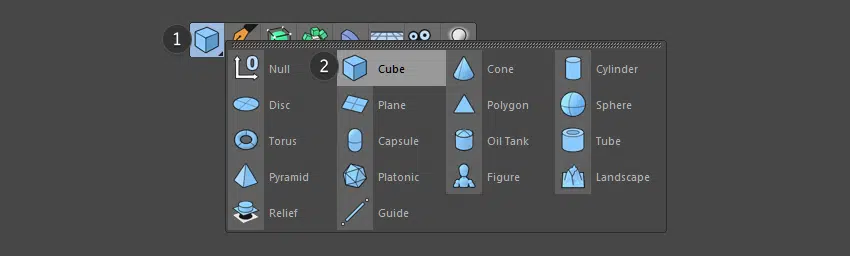 1
2
0 Null Cube Cone Cylinder
Disc Plane Polygon Sphere
Torus Capsule Oil Tank Tube
Pyramid Platonic Figure Landscape
Relief Guide